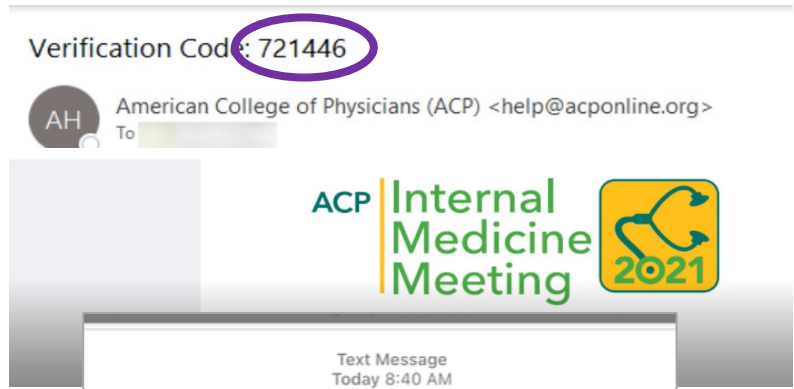 Verification Code: 721446
AH
American College of Physicians (ACP) <help@acponline.org>
To
ACP
Internal
Medicine
Meeting
2021
Text Message
Today 8:40 AM